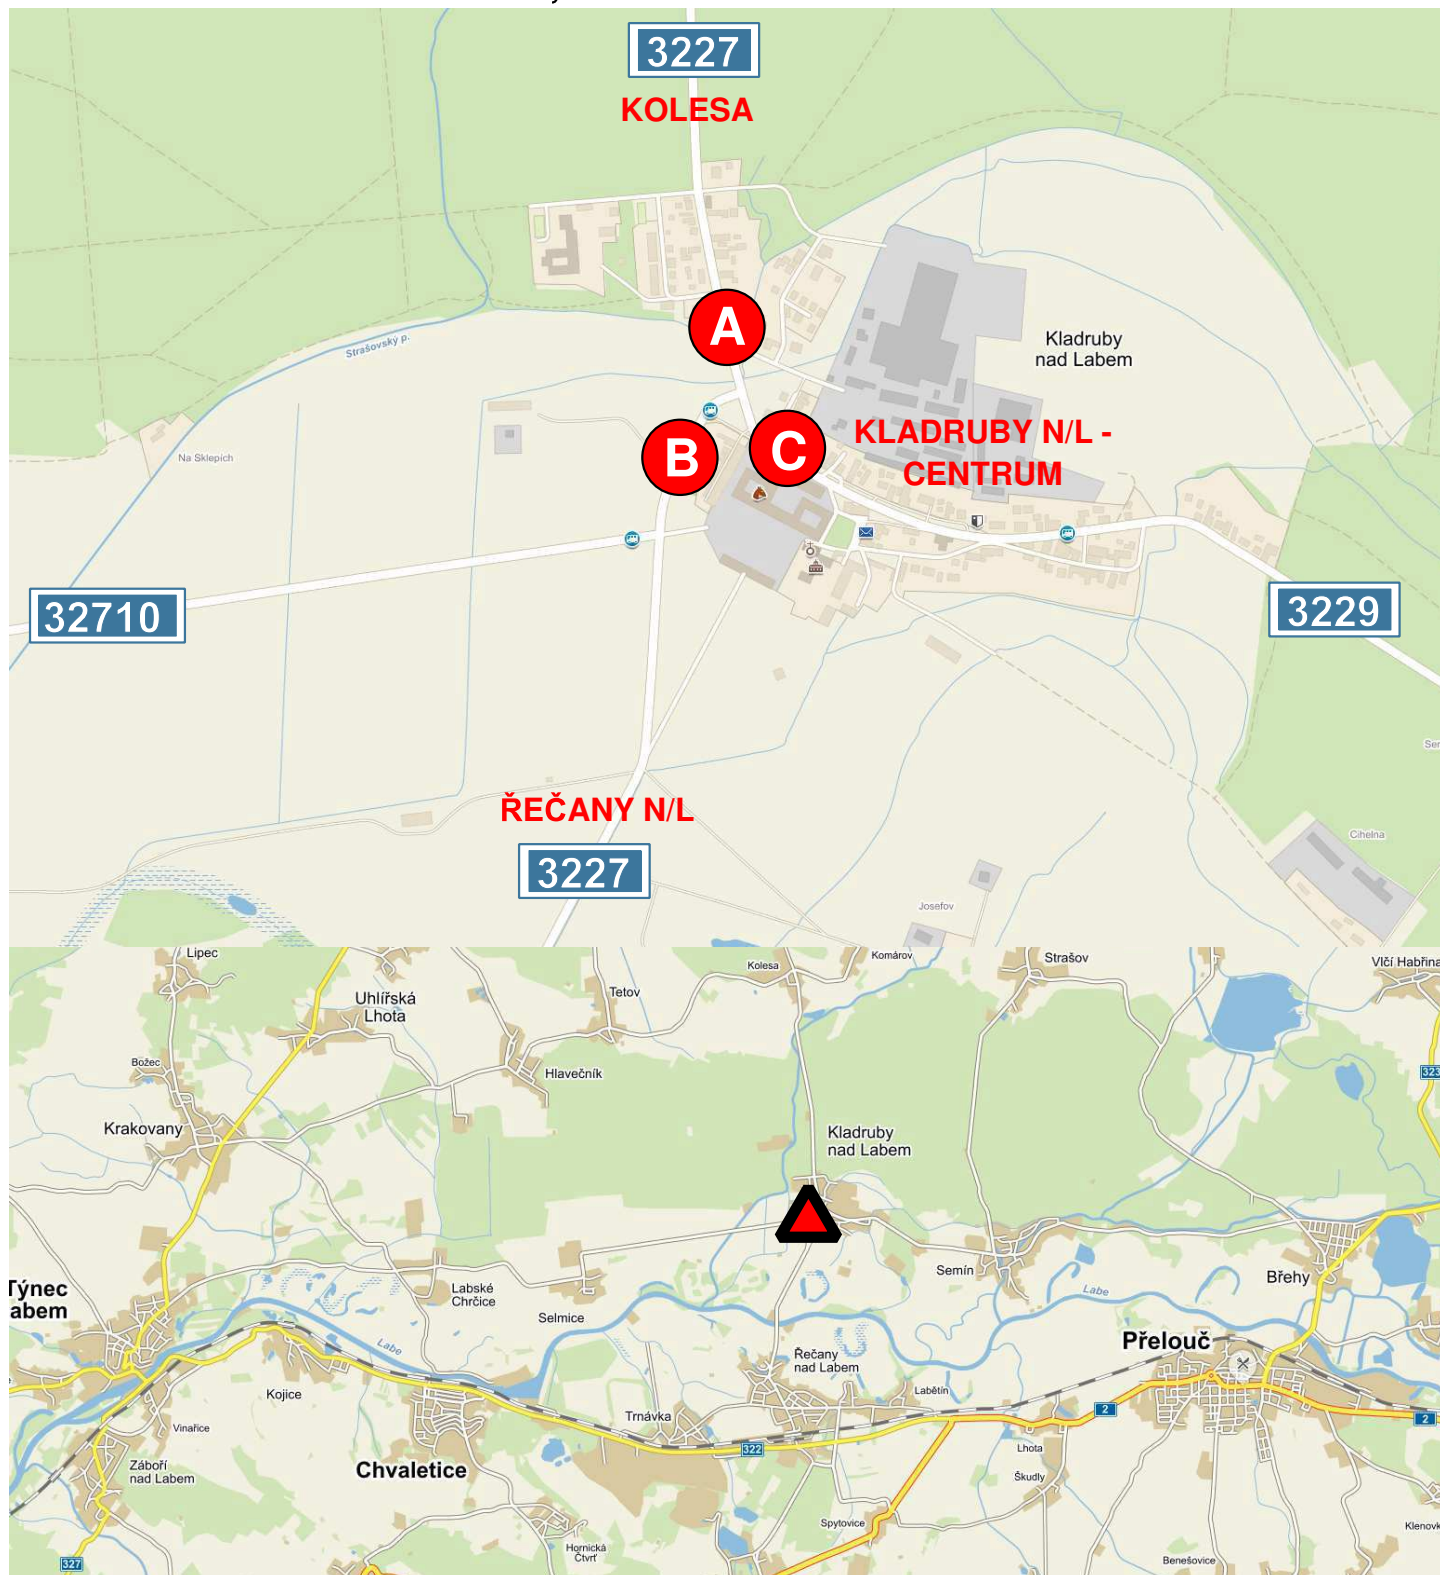 3227
KOLESA
A
Strašovský p.
Kladruby
nad Labem
B
C
KLADRUBY N/L -
CENTRUM
Na Sklepích
32710
3229
ŘEČANY N/L
3227
Cihelna
Josefov
Lipec
Uhlířská
Lhota
Tetov
Kolesa
Komárov
Strašov
Vlčí Habřina
Božec
Hlavečník
323
Krakovany
Kladruby
nad Labem
Týnec
abem
Labské
Chrčice
Selmice
Semín
Labe
Břehy
Labe
Přelouč
Řečany
nad Labem
Kojice
Labětín
Trnávka
2
2
Vinařice
322
Lhota
Záboří
nad Labem
Chvaletice
Škudly
Spytovice
Klenovk
Hornická
Čtvrť
327
Benešovice